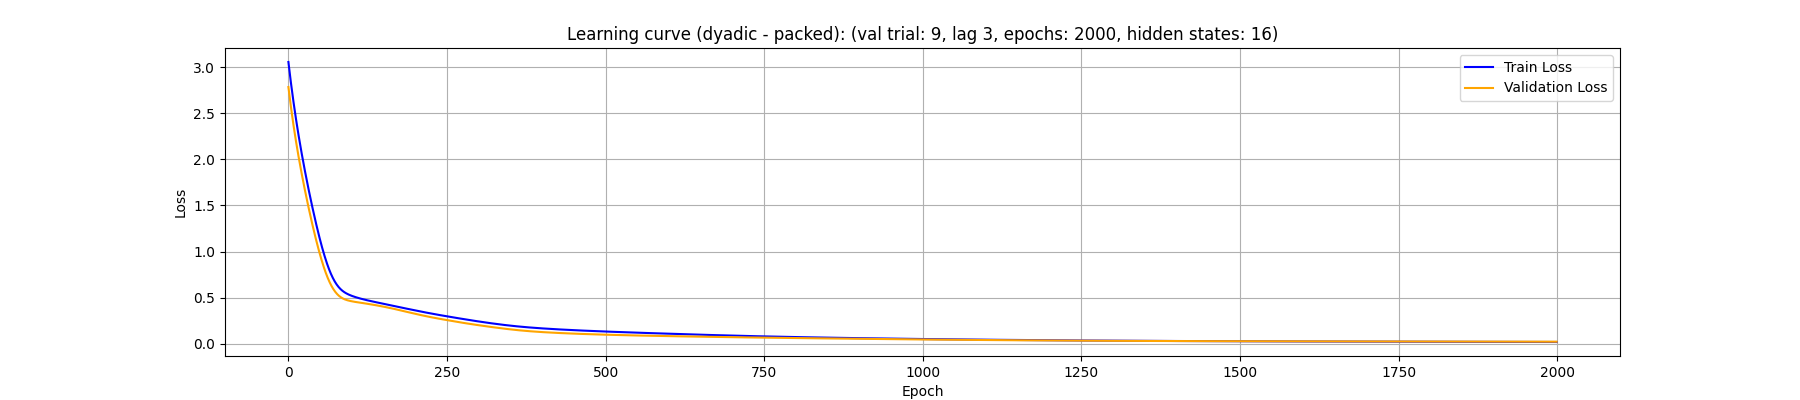 Learning curve (dyadic - packed): (val trial: 9, lag 3, epochs: 2000, hidden states: 16)
Train Loss
Validation Loss
Loss
3.0
2.5
2.0
1.5
1.0
0.5
0.0
0 250 500 750 1000 1250 1500 1750 2000
Epoch